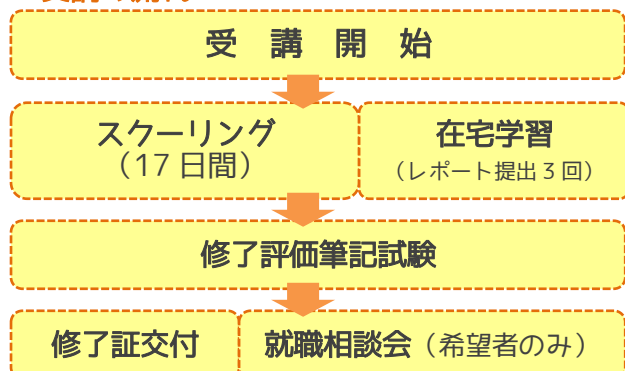 受　講　開　始
スクーリング
（17 日間）
在宅学習
（レポート提出 3 回）
修了評価筆記試験
修了証交付
就職相談会（希望者のみ）